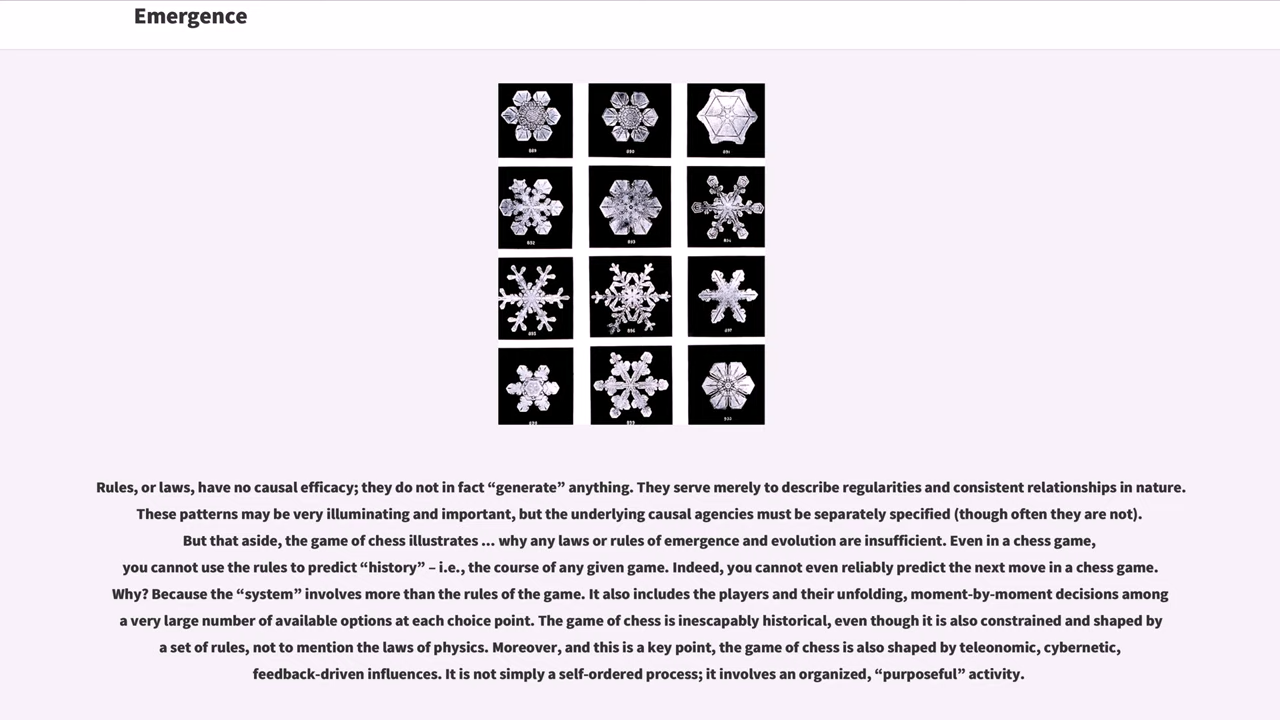 Emergence
Rules, or laws, have no causal efficacy; they do not in fact “generate” anything. They serve merely to describe regularities and consistent relationships in nature.
These patterns may be very illuminating and important, but the underlying causal agencies must be separately specified (though often they are not).
But that aside, the game of chess illustrates ... why any laws or rules of emergence and evolution are insufficient. Even in a chess game,
you cannot use the rules to predict “history” – i.e., the course of any given game. Indeed, you cannot even reliably predict the next move in a chess game.
Why? Because the “system” involves more than the rules of the game. It also includes the players and their unfolding, moment-by-moment decisions among
a very large number of available options at each choice point. The game of chess is inescapably historical, even though it is also constrained and shaped by
a set of rules, not to mention the laws of physics. Moreover, and this is a key point, the game of chess is also shaped by teleonomic, cybernetic,
feedback-driven influences. It is not simply a self-ordered process; it involves an organized, “purposeful” activity.